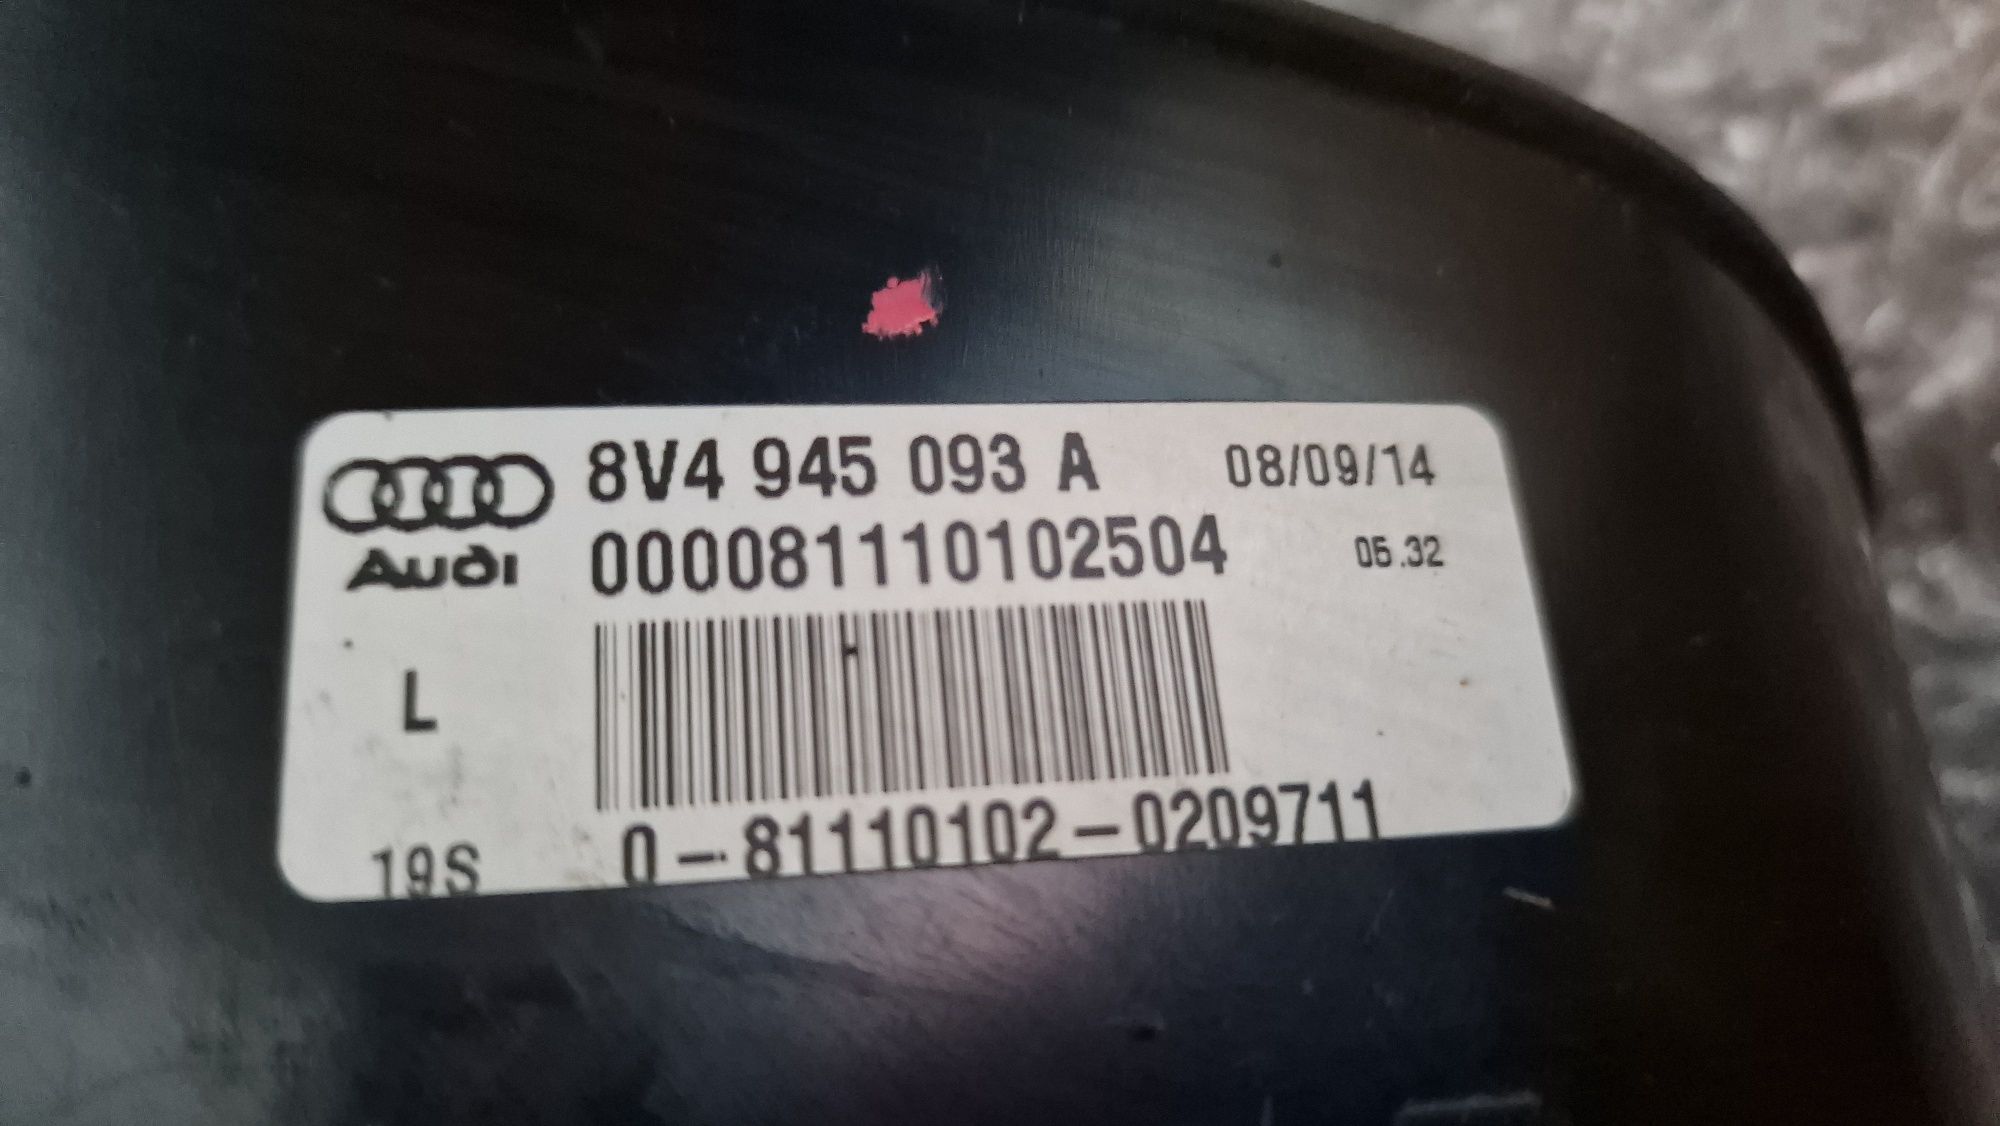 8V4 945 093 A 08/09/14
Audi 000081110102504 05.32
L
19S 0-81110102-0209711